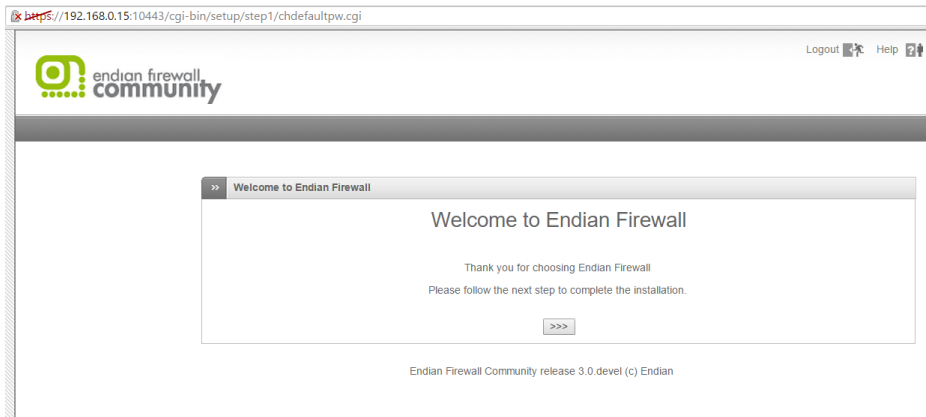 https://192.168.0.15:10443/cgi-bin/setup/step1/chdefaultpw.cgi
Logout Help
endian firewall
community
>> Welcome to Endian Firewall
Welcome to Endian Firewall
Thank you for choosing Endian Firewall
Please follow the next step to complete the installation.
>>>
Endian Firewall Community release 3.0.devel (c) Endian